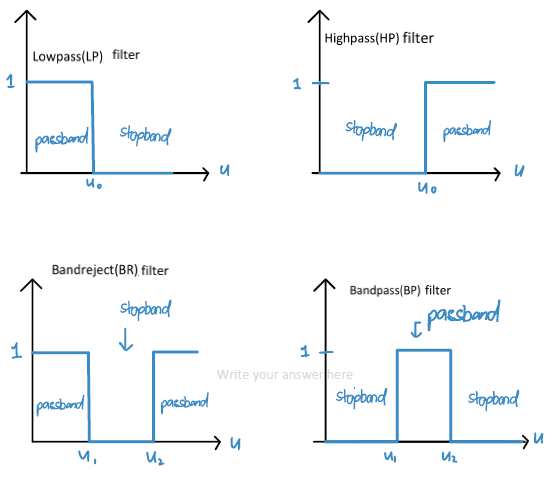 Lowpass(LP) filter
1
passband
stopband
u₀
u
Highpass(HP) filter
1
stopband
passband
u₀
u
Bandreject(BR) filter
stopband
1
passband
passband
u₁
u₂
u
Write your answer here
Bandpass(BP) filter
passband
1
stopband
stopband
u₁
u₂
u